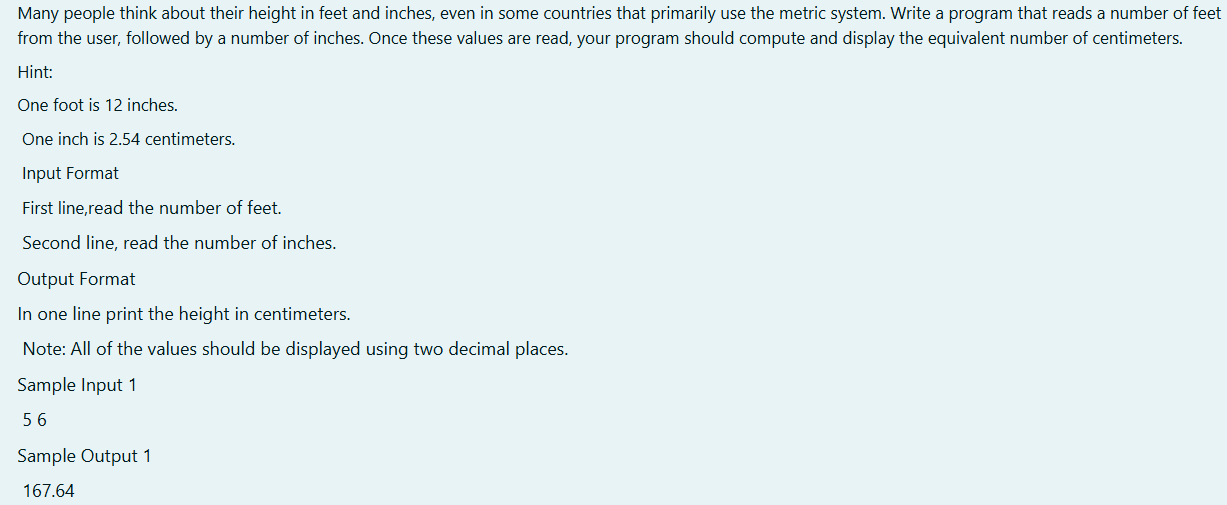 Many people think about their height in feet and inches, even in some countries that primarily use the metric system. Write a program that reads a number of feet
from the user, followed by a number of inches. Once these values are read, your program should compute and display the equivalent number of centimeters.
Hint:
One foot is 12 inches.
One inch is 2.54 centimeters.
Input Format
First line,read the number of feet.
Second line, read the number of inches.
Output Format
In one line print the height in centimeters.
Note: All of the values should be displayed using two decimal places.
Sample Input 1
5 6
Sample Output 1
167.64